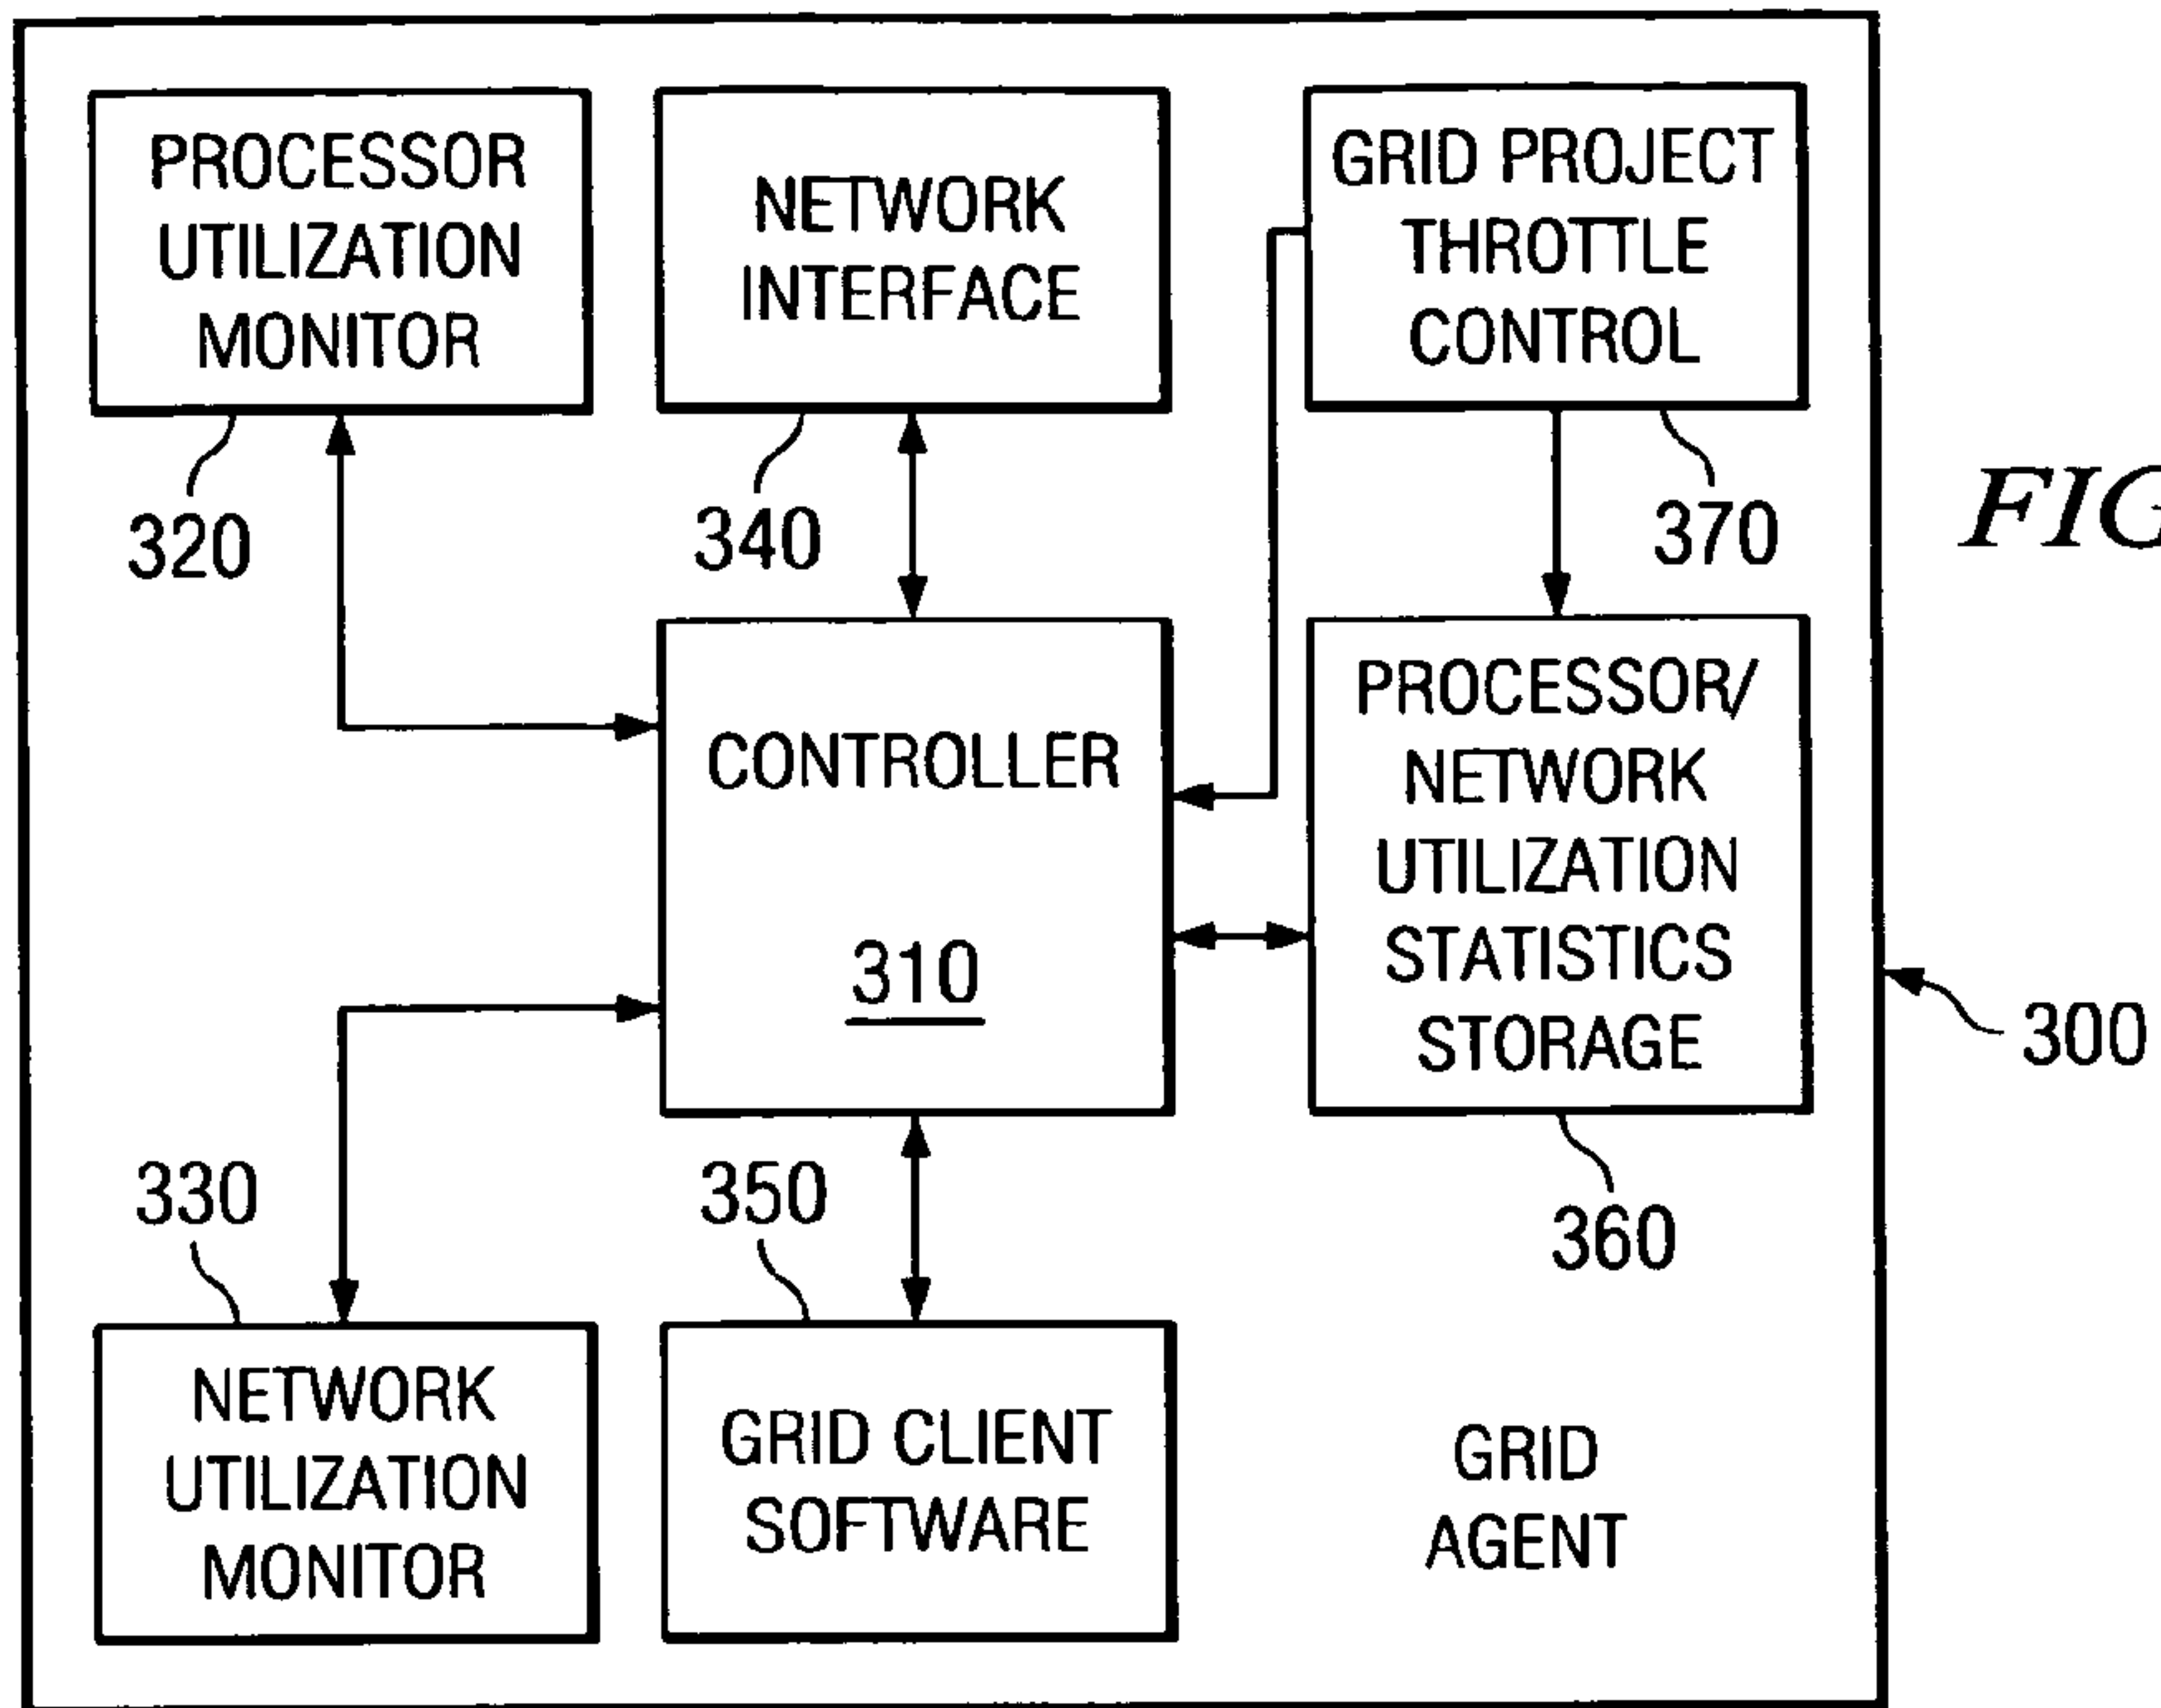 PROCESSOR
UTILIZATION
MONITOR
320
NETWORK
INTERFACE
340
GRID PROJECT
THROTTLE
CONTROL
370
FIG
CONTROLLER
310
PROCESSOR/
NETWORK
UTILIZATION
STATISTICS
STORAGE
360
300
330
NETWORK
UTILIZATION
MONITOR
350
GRID CLIENT
SOFTWARE
GRID
AGENT